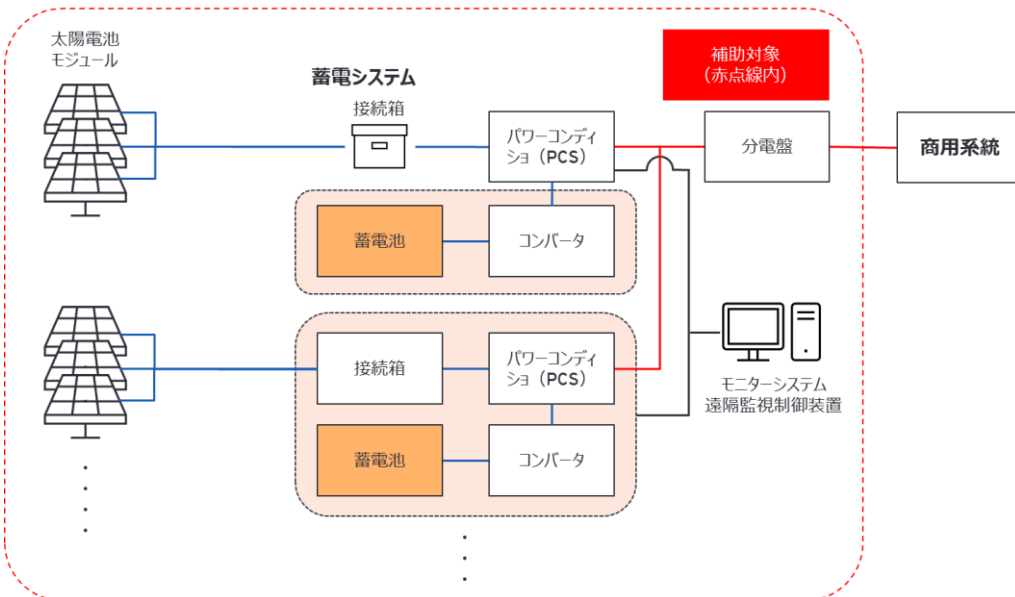 太陽電池
モジュール
蓄電システム
接続箱
パワーコンディ
ショ（PCS）
補助対象
（赤点線内）
分電盤
商用系統
蓄電池
コンバータ
接続箱
パワーコンディ
ショ（PCS）
蓄電池
コンバータ
モニターシステム
遠隔監視制御装置